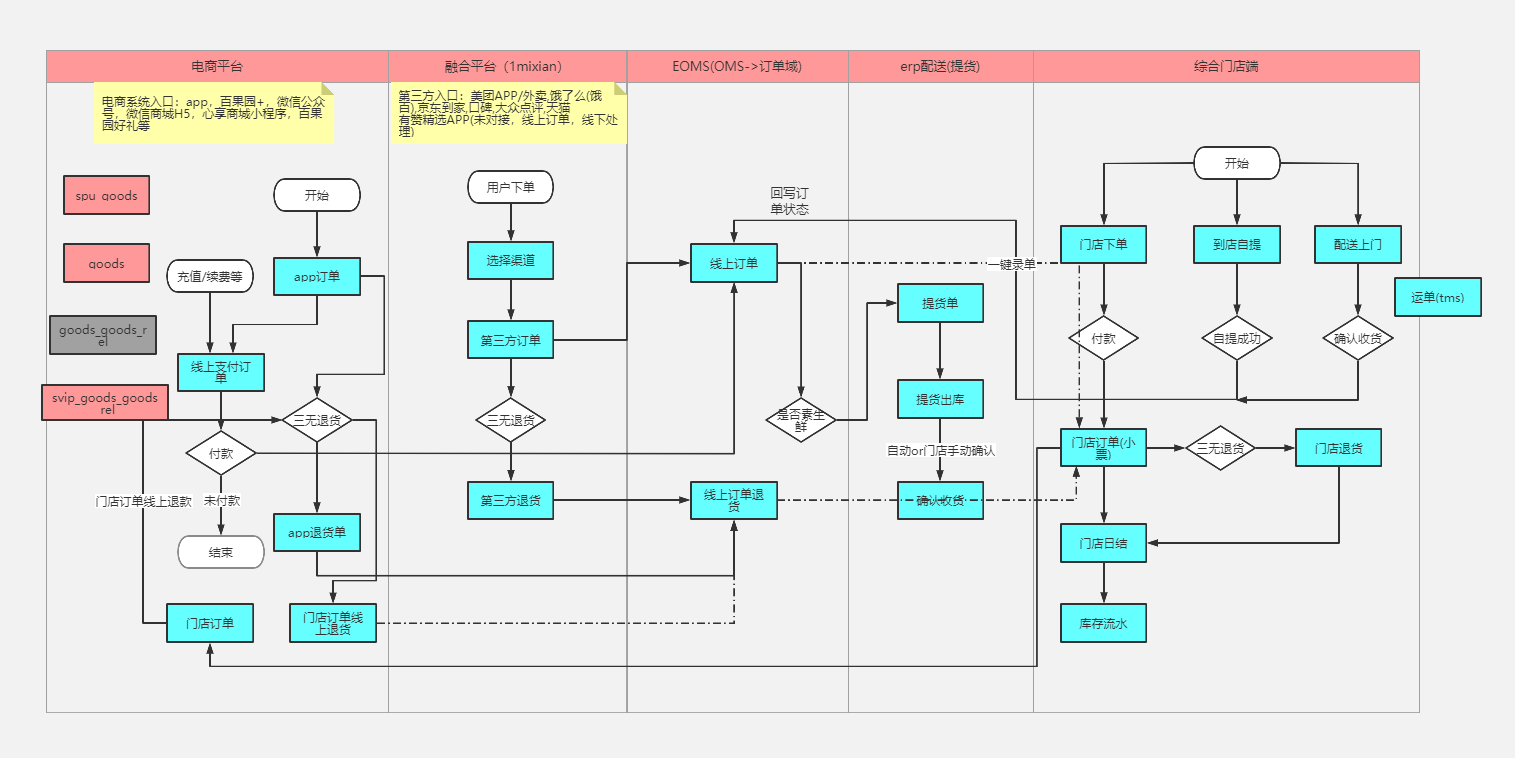 电商平台
融合平台（1mixian）
EOMS(OMS->订单域)
erp配送(提货)
综合门店端
电商系统入口：app，百果园+，微信公众
号，微信商城H5，心享商城小程序，百果
园好礼等
第三方入口：美团APP/外卖,饿了么(饿
百),京东到家,口碑,大众点评,天猫
有赞精选APP(未对接，线上订单，线下处
理)
spu_goods
goods
goods_goods_r
el
svip_goods_goods
rel
开始
充值/续费等
app订单
线上支付订
单
三无退货
付款
门店订单线上退款
未付款
结束
app退货单
门店订单
门店订单线
上退货
用户下单
选择渠道
第三方订单
三无退货
第三方退货
回写订
单状态
线上订单
是否素生
鲜
线上订单退
货
一键录单
提货单
提货出库
自动or门店手动确认
确认收货
开始
门店下单
到店自提
配送上门
运单(tms)
付款
自提成功
确认收货
门店订单(小
票)
三无退货
门店退货
门店日结
库存流水